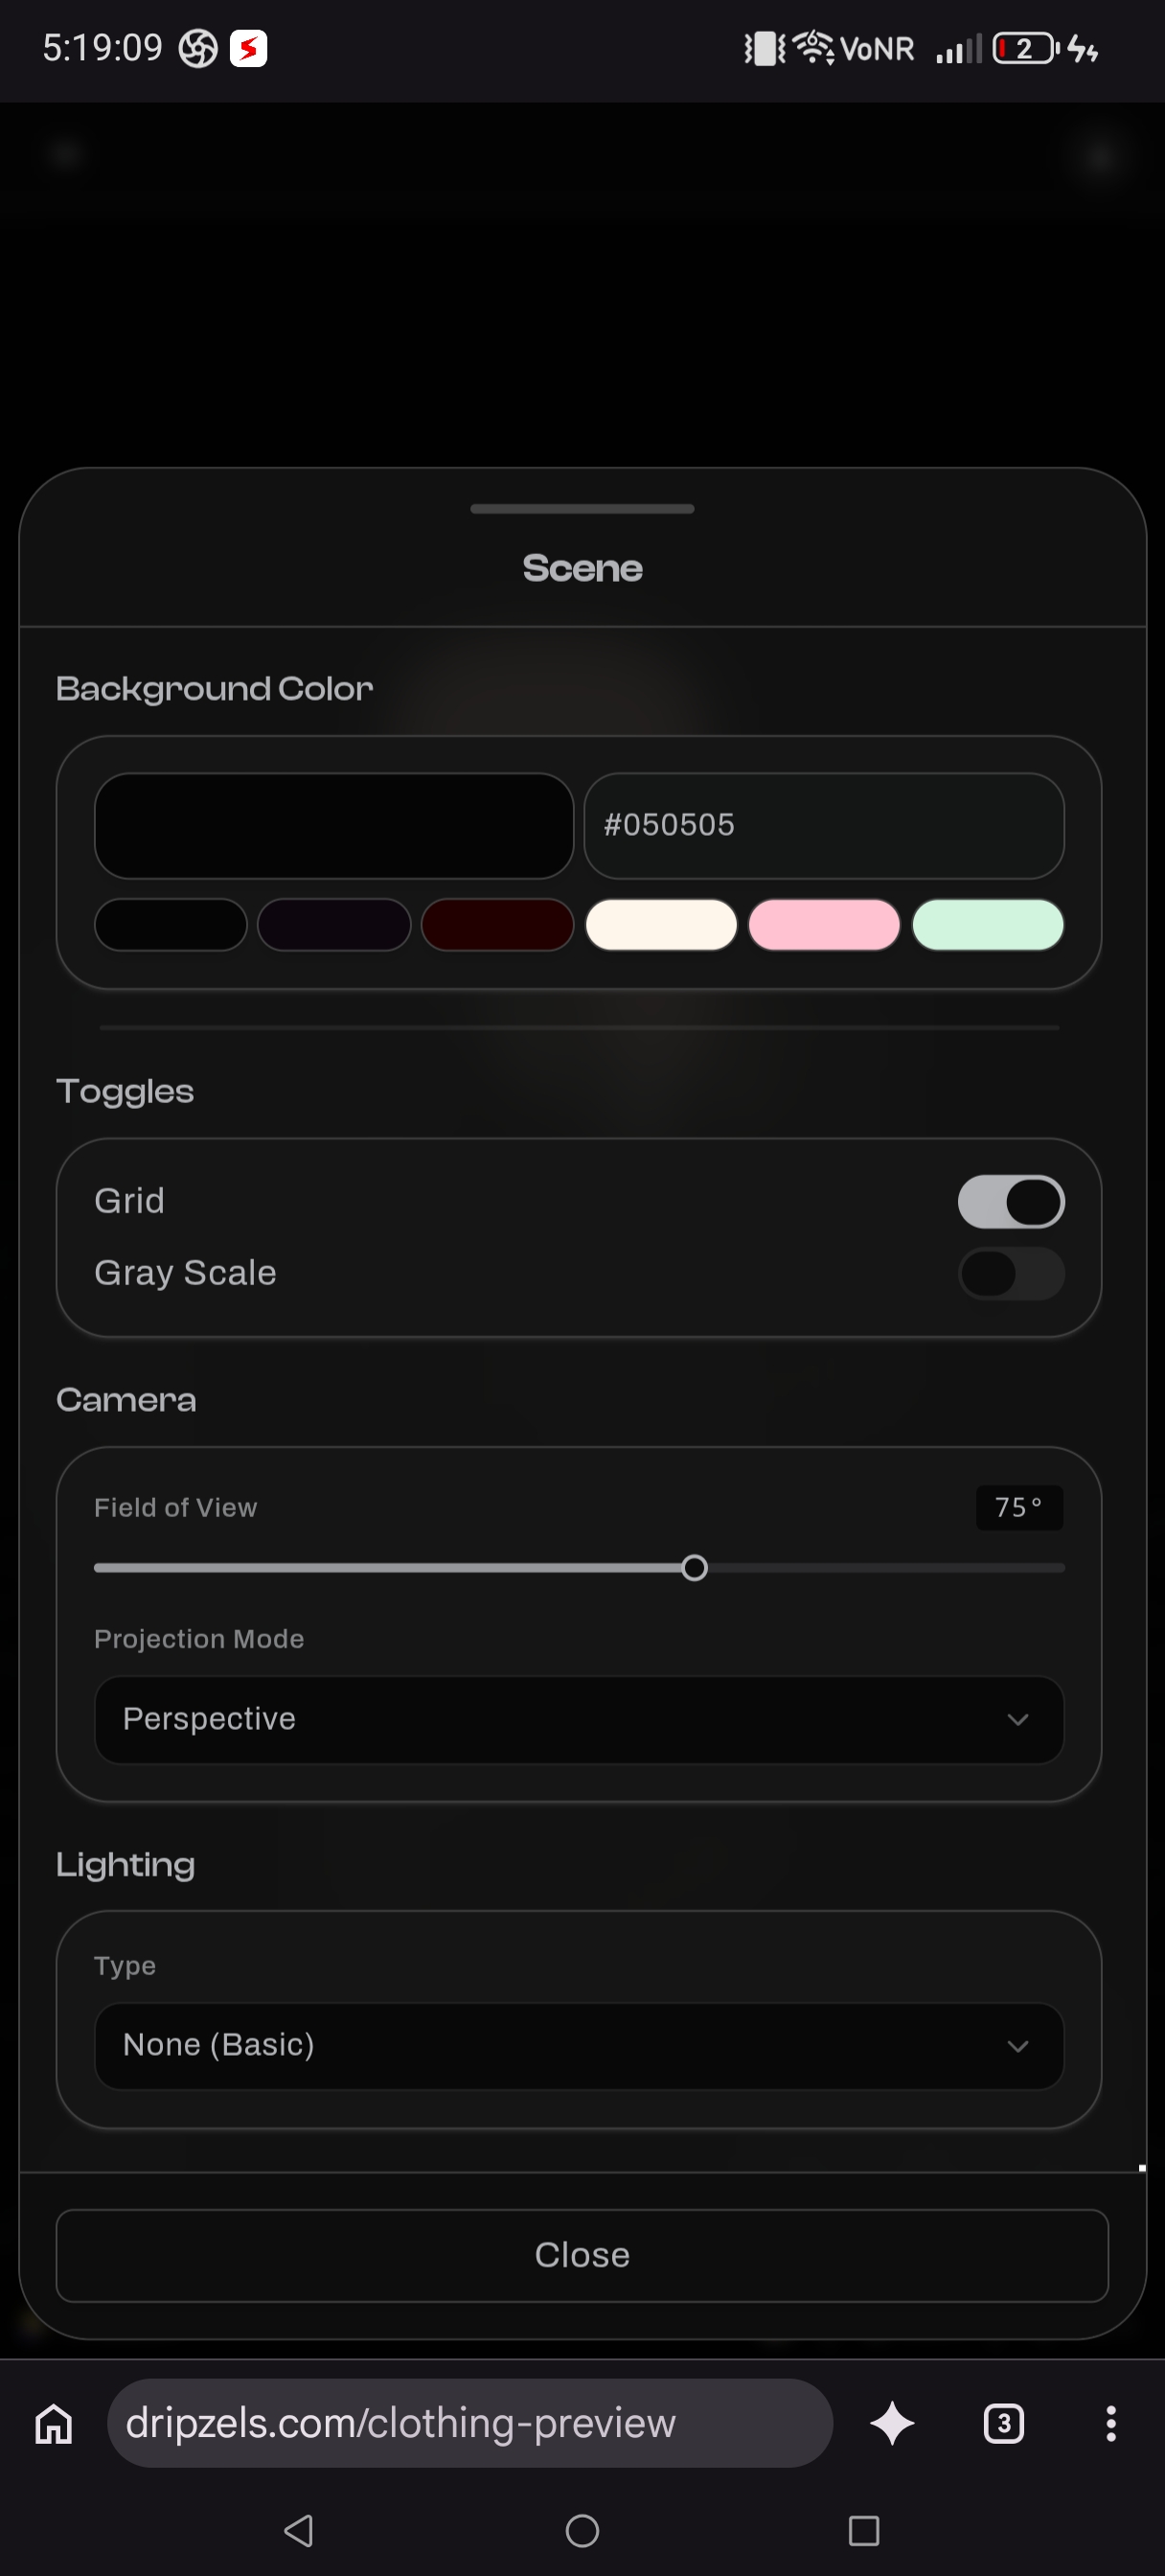 5:19:09
VoNR
2
Scene
Background Color
#050505
Toggles
Grid
Gray Scale
Camera
Field of View
75°
Projection Mode
Perspective
Lighting
Type
None (Basic)
Close
dripzels.com/clothing-preview
3